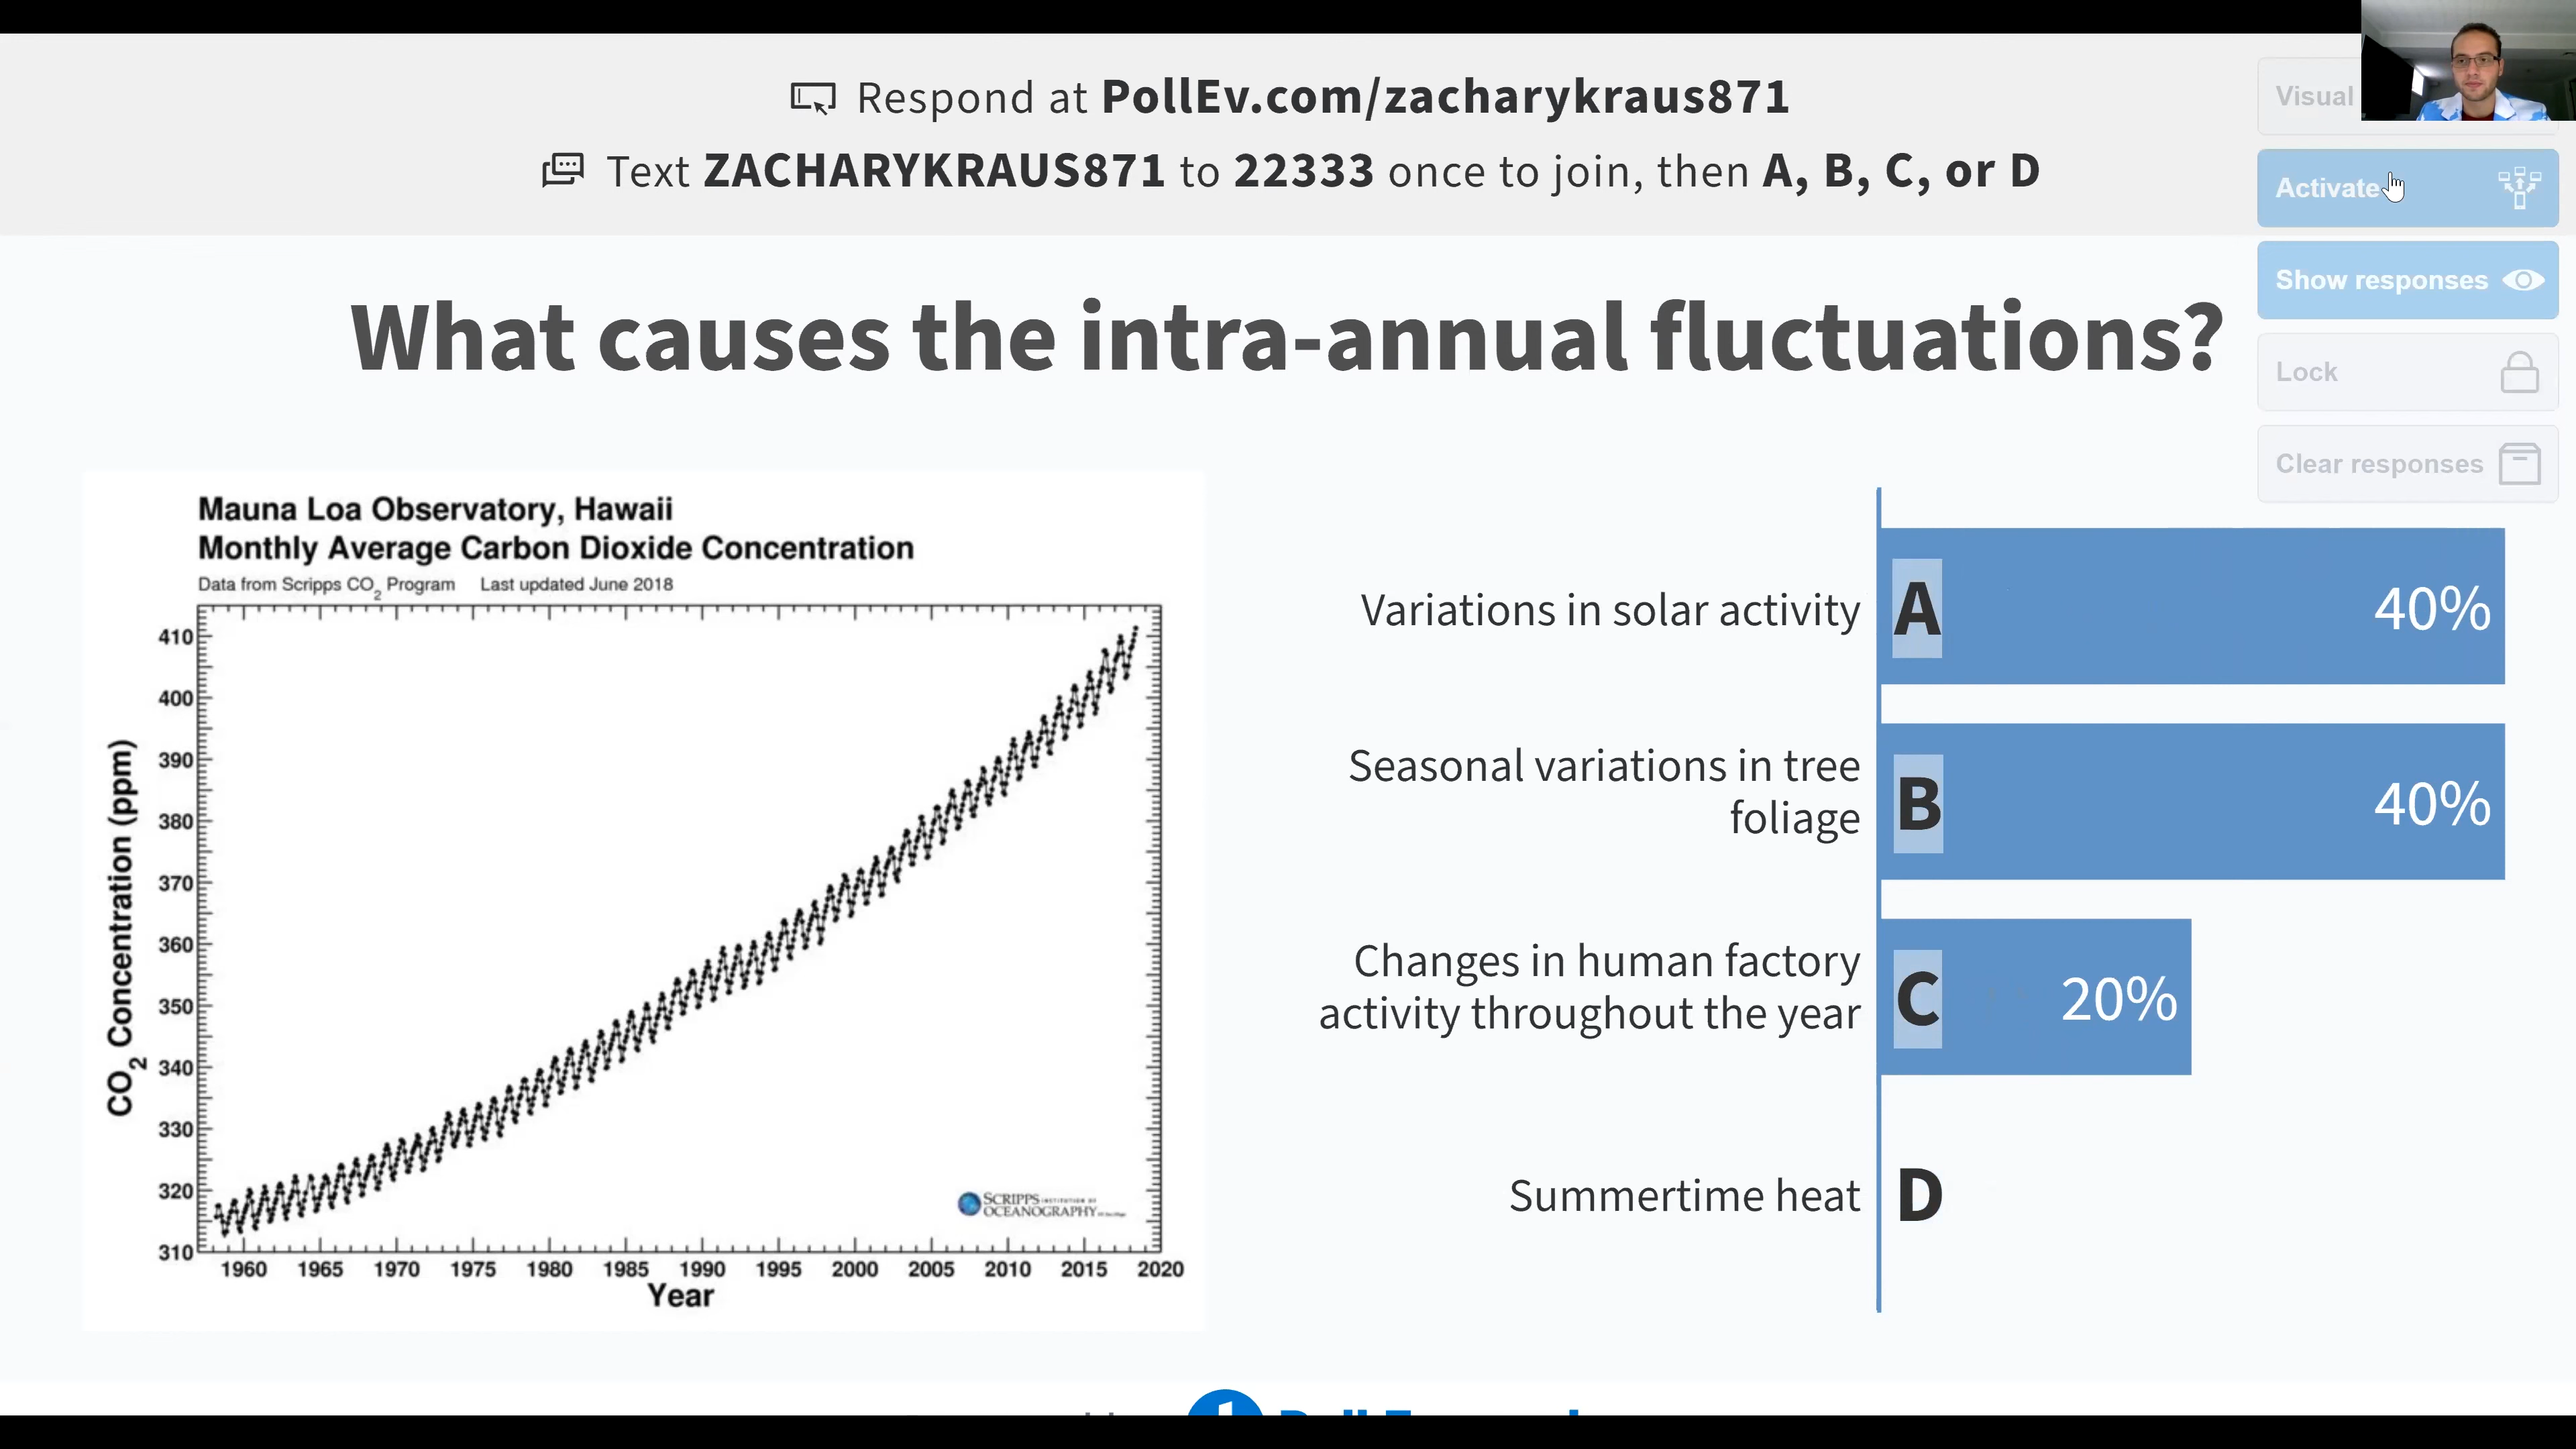 Respond at PollEv.com/zacharykraus871
Text ZACHARYKRAUS871 to 22333 once to join, then A, B, C, or D
Visual
Activate
Show responses
Lock
Clear responses
What causes the intra-annual fluctuations?
Mauna Loa Observatory, Hawaii
Monthly Average Carbon Dioxide Concentration
Data from Scripps CO2 Program Last updated June 2018
CO2 Concentration (ppm)
410
400
390
380
370
360
350
340
330
320
310
1960 1965 1970 1975 1980 1985 1990 1995 2000 2005 2010 2015 2020
Year
SCRIPPS INSTITUTION OF
OCEANOGRAPHY
Variations in solar activity
A 40%
Seasonal variations in tree
foliage
B 40%
Changes in human factory
activity throughout the year
C 20%
Summertime heat
D